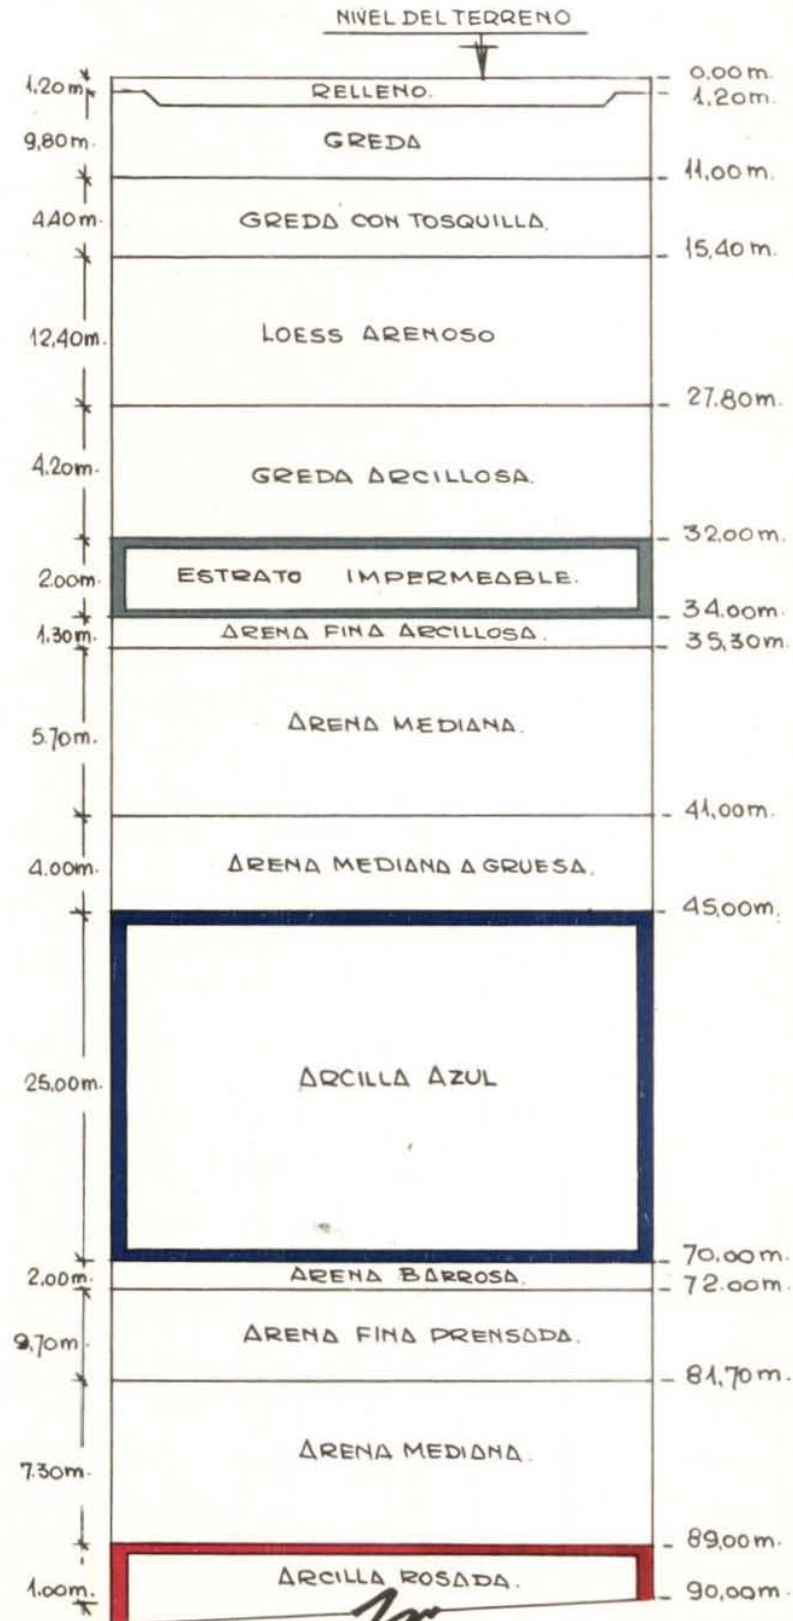 NIVEL DEL TERRENO
0.00m.
1.20m. RELLENO. 1,20m.
9,80m. GREDA
11,00m.
4.40m. GREDA CON TOSQUILLA.
15,40m.
12,40m. LOESS ARENOSO
27.80m.
4.20m. GREDA ARCILLOSA.
32.00m.
2.00m. ESTRATO IMPERMEABLE.
34.00m.
1.30m. ARENA FINA ARCILLOSA.
35,30m.
5.70m. ARENA MEDIANA.
41,00m.
4.00m. ARENA MEDIANA A GRUESA.
45,00m.
25,00m. ARCILLA AZUL
70,00m.
2.00m. ARENA BARROSA.
72.00m.
9,70m. ARENA FINA PRENSADA.
81,70m.
7.30m. ARENA MEDIANA.
89,00m.
1.00m. ARCILLA ROSADA.
90,00m.